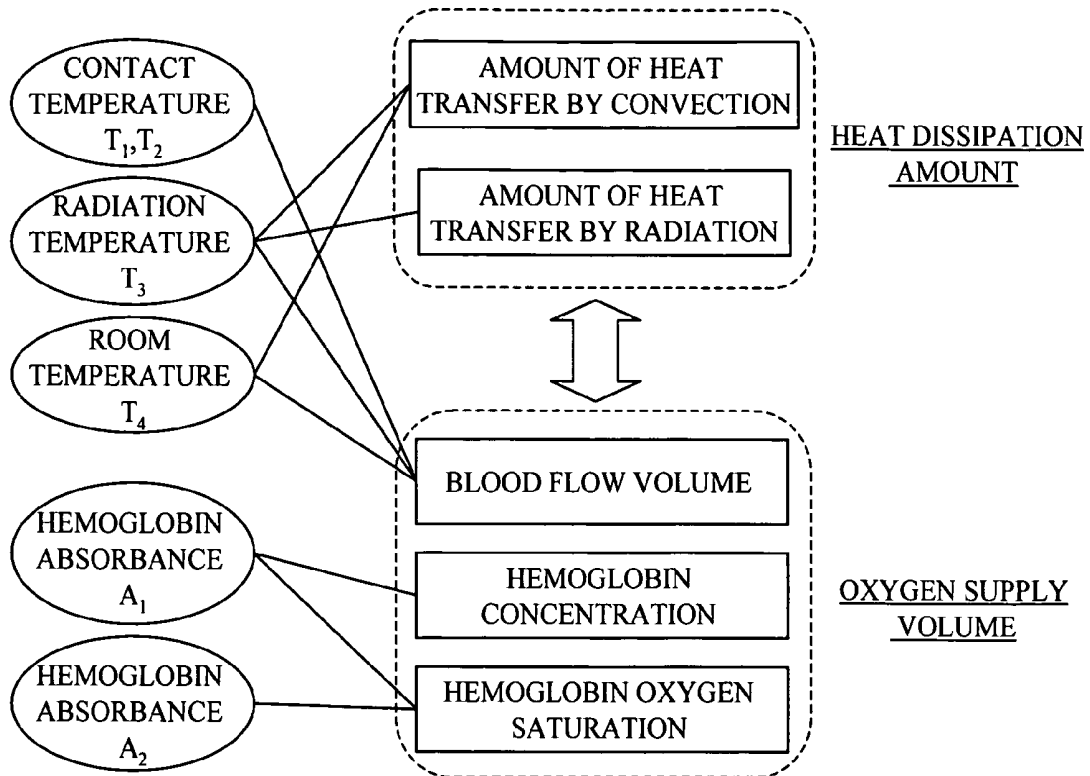 CONTACT
TEMPERATURE
T₁,T₂
RADIATION
TEMPERATURE
T₃
ROOM
TEMPERATURE
T₄
HEMOGLOBIN
ABSORBANCE
A₁
HEMOGLOBIN
ABSORBANCE
A₂
AMOUNT OF HEAT
TRANSFER BY CONVECTION
AMOUNT OF HEAT
TRANSFER BY RADIATION
HEAT DISSIPATION
AMOUNT
BLOOD FLOW VOLUME
HEMOGLOBIN
CONCENTRATION
HEMOGLOBIN OXYGEN
SATURATION
OXYGEN SUPPLY
VOLUME